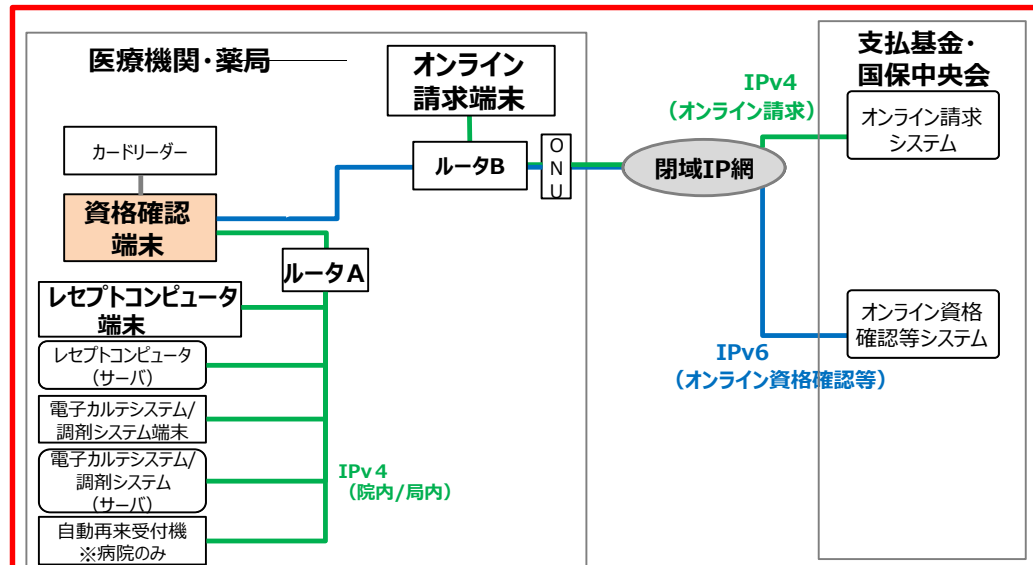 医療機関・薬局
オンライン
請求端末
支払基金・
国保中央会
IPv4
（オンライン請求）
オンライン請求
システム
カードリーダー
ルータB
O
N
U
閉域IP網
資格確認
端末
ルータA
レセプトコンピュータ
端末
オンライン資格
確認等システム
IPv6
（オンライン資格確認等）
レセプトコンピュータ
(サーバ)
電子カルテシステム/
調剤システム端末
電子カルテシステム/
調剤システム
(サーバ)
IPv４
（院内/局内）
自動再来受付機
※病院のみ